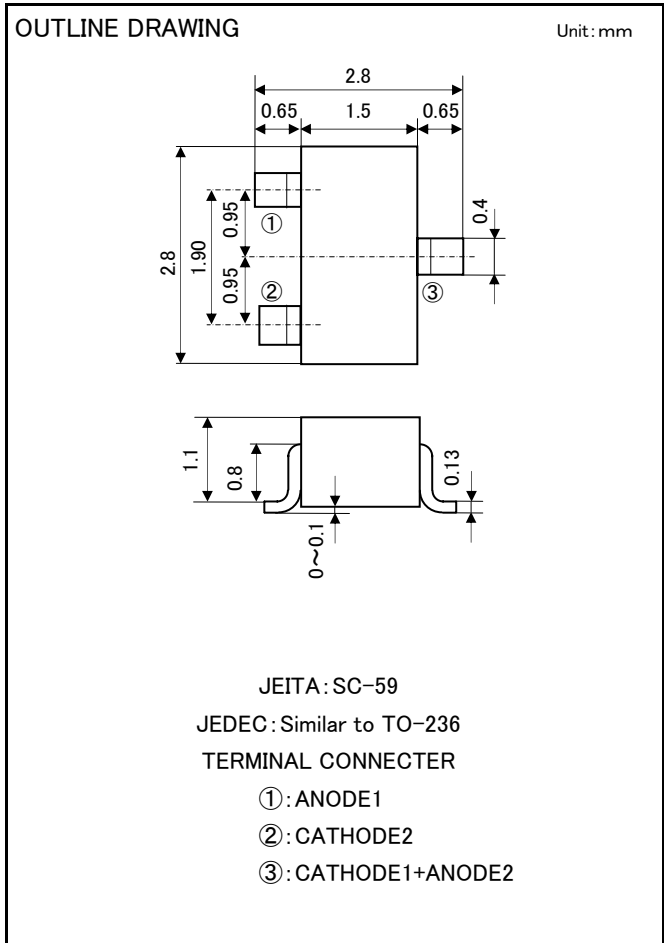 OUTLINE DRAWING
Unit:mm
2.8
0.65 1.5 0.65
2.8
1.90
0.95
0.95
①
②
③
0.4
1.1
0.8
0.13
0~0.1
JEITA:SC-59
JEDEC:Similar to TO-236
TERMINAL CONNECTER
①:ANODE1
②:CATHODE2
③:CATHODE1+ANODE2